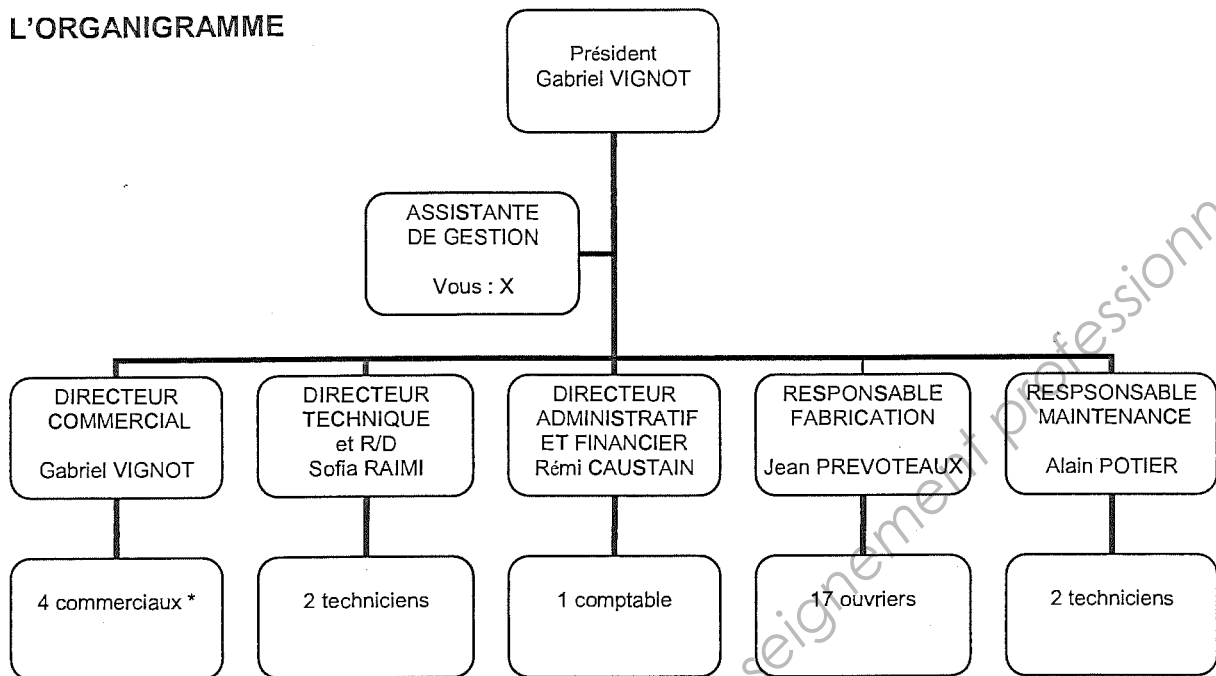 L'ORGANIGRAMME
Président
Gabriel VIGNOT
ASSISTANTE
DE GESTION
Vous : X
DIRECTEUR
COMMERCIAL
Gabriel VIGNOT
DIRECTEUR
TECHNIQUE
et R/D
Sofia RAIMI
DIRECTEUR
ADMINISTRATIF
ET FINANCIER
Rémi CAUSTAIN
RESPONSABLE
FABRICATION
Jean PREVOTEAUX
RESPSONSABLE
MAINTENANCE
Alain POTIER
4 commerciaux *
2 techniciens
1 comptable
17 ouvriers
2 techniciens